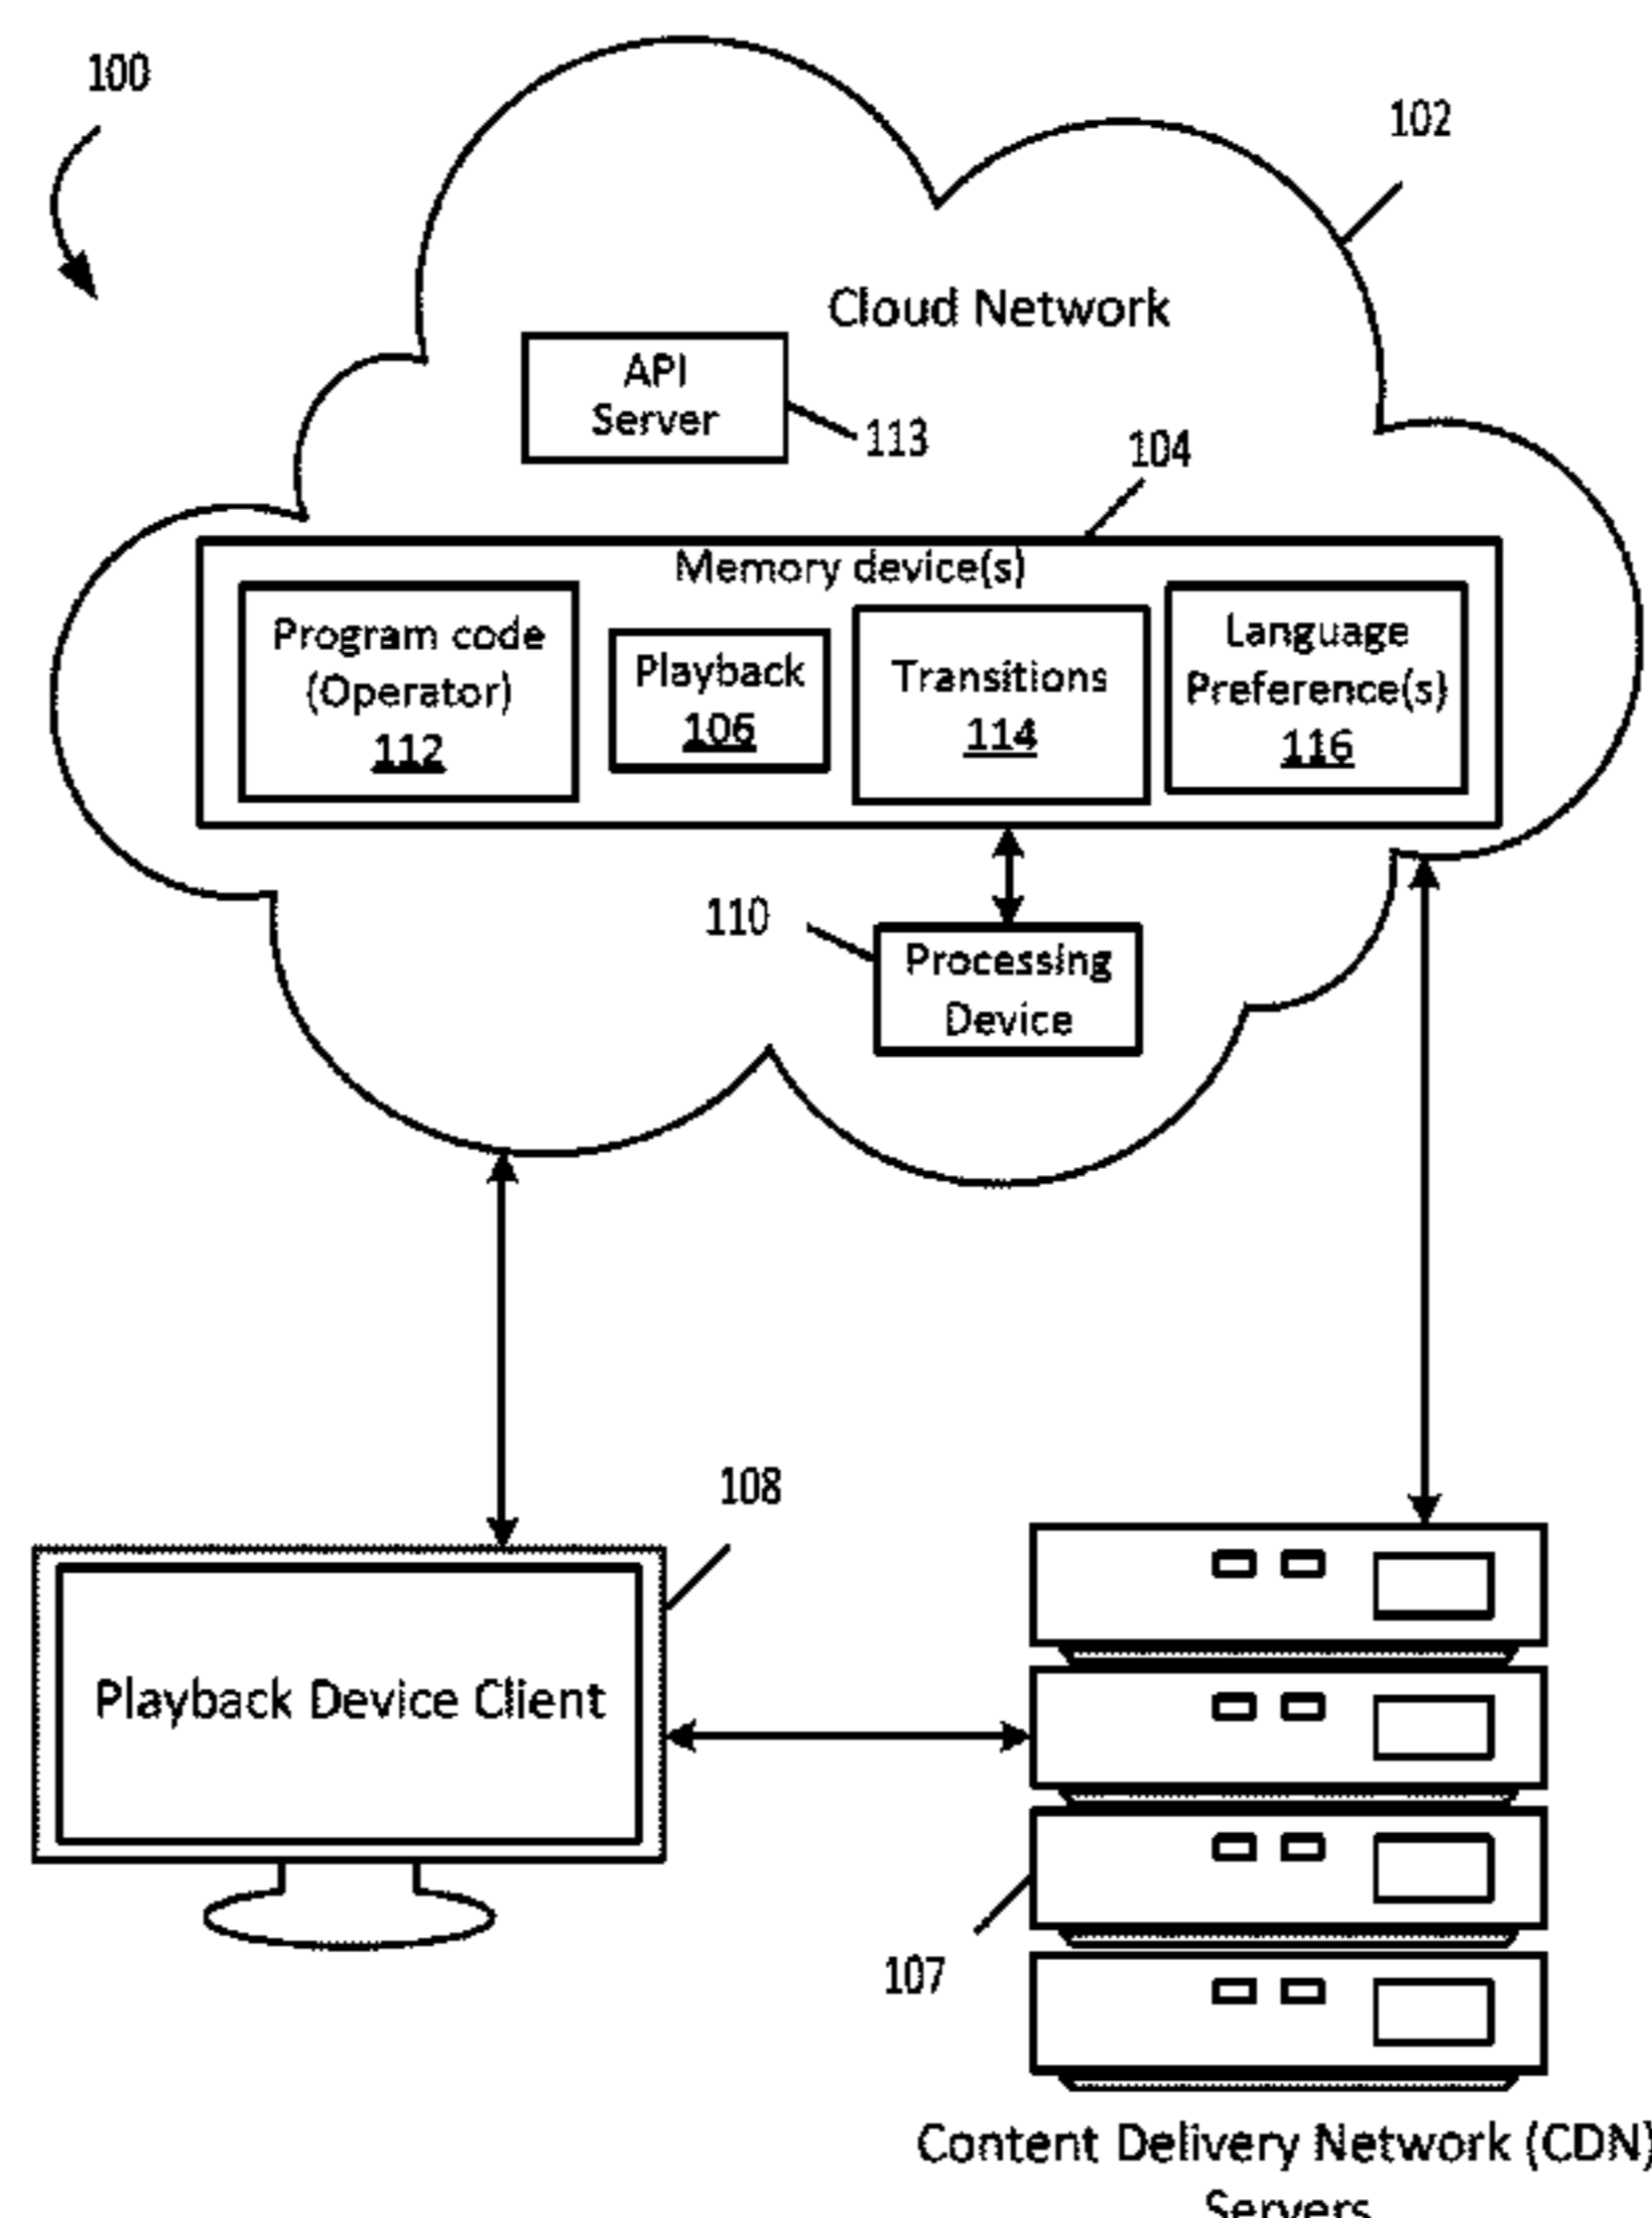 100
102
Cloud Network
API
Server
113
104
Memory device(s)
Program code
(Operator)
112
Playback
106
Transitions
114
Language
Preference(s)
116
110
Processing
Device
108
Playback Device Client
107
Content Delivery Network (CDN)
Servers